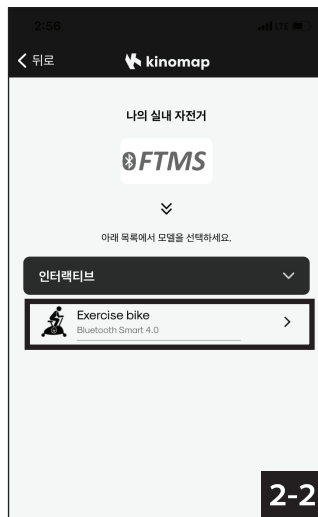 2:56
LTE
뒤로
kinomap
나의 실내 자전거
FTMS
아래 목록에서 모델을 선택하세요.
인터랙티브
Exercise bike
Bluetooth Smart 4.0
2-2